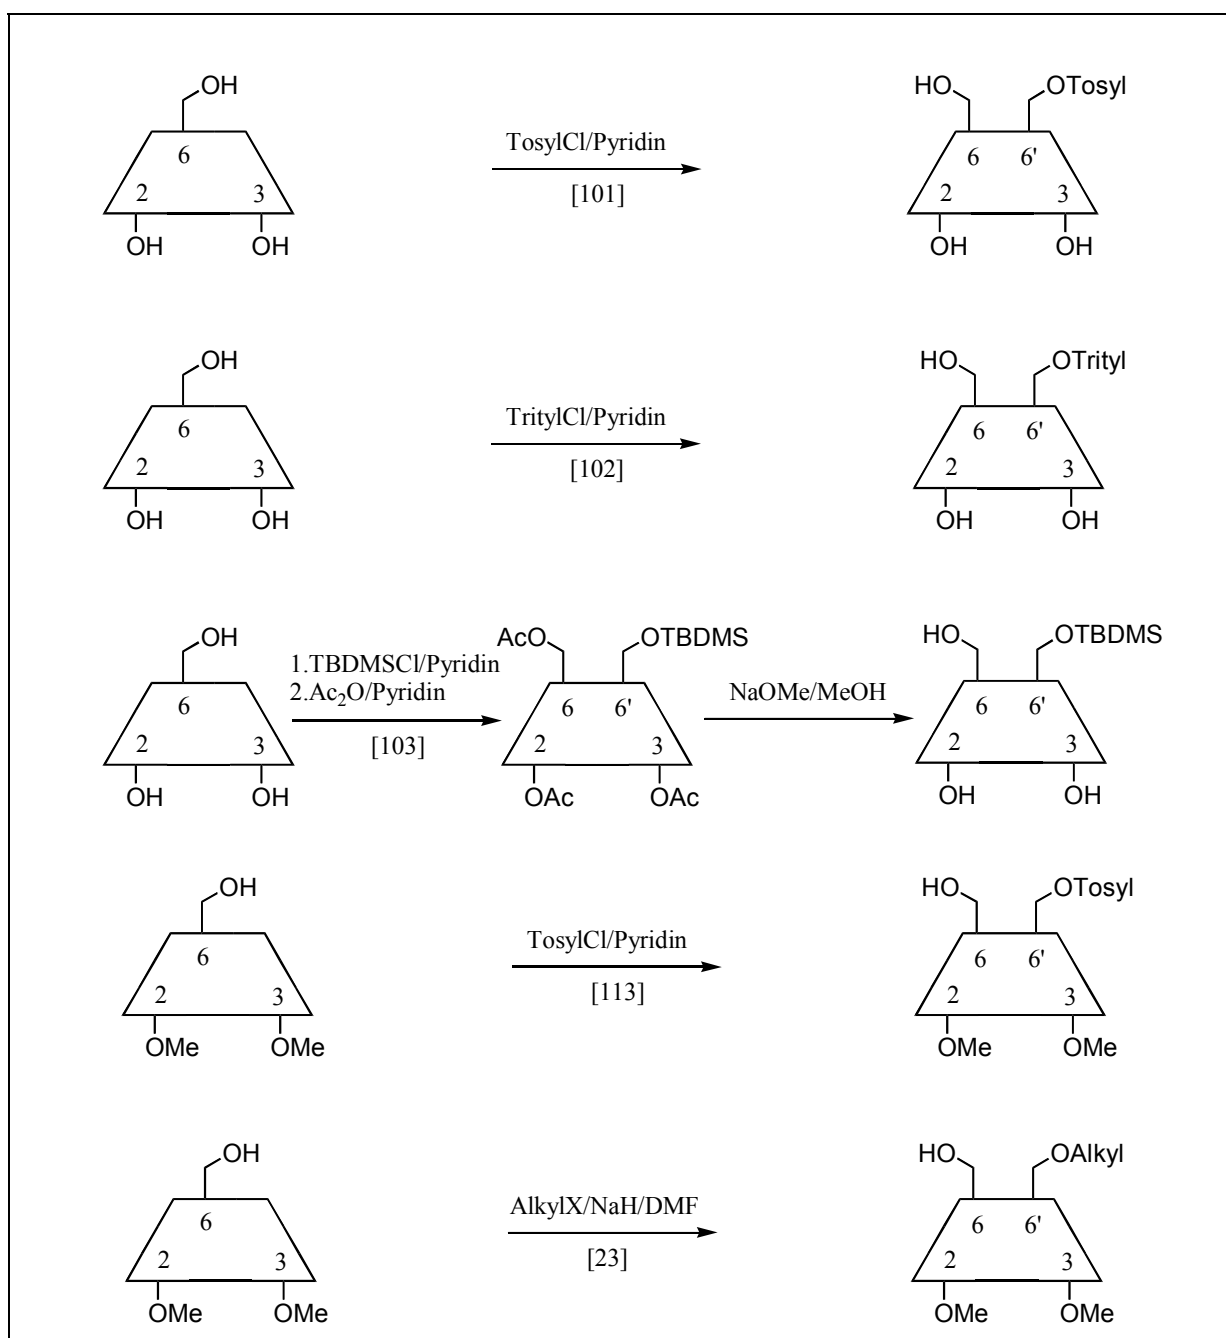 OH HO OTosyl
6 TosylCl/Pyridin 6 6'
2 3 [101] 2 3
OH OH OH OH
OH HO OTrityl
6 TritylCl/Pyridin 6 6'
2 3 [102] 2 3
OH OH OH OH
OH AcO OTBDMS HO OTBDMS
1.TBDMSCl/Pyridin
2.Ac₂O/Pyridin NaOMe/MeOH
6 6 6' 6 6'
2 3 [103] 2 3 2 3
OH OH OAc OAc OH OH
OH HO OTosyl
6 TosylCl/Pyridin 6 6'
2 3 [113] 2 3
OMe OMe OMe OMe
OH HO OAlkyl
6 AlkylX/NaH/DMF 6 6'
2 3 [23] 2 3
OMe OMe OMe OMe